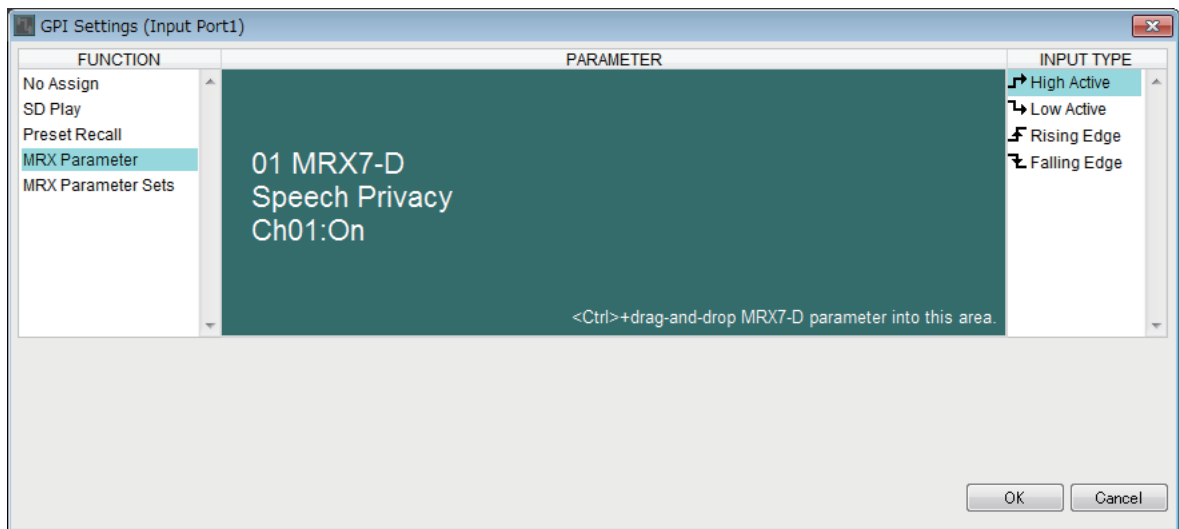 GPI Settings (Input Port1)
FUNCTION
PARAMETER
INPUT TYPE
No Assign
SD Play
Preset Recall
MRX Parameter
MRX Parameter Sets
01 MRX7-D
Speech Privacy
Ch01:On
<Ctrl>+drag-and-drop MRX7-D parameter into this area.
High Active
Low Active
Rising Edge
Falling Edge
OK
Cancel